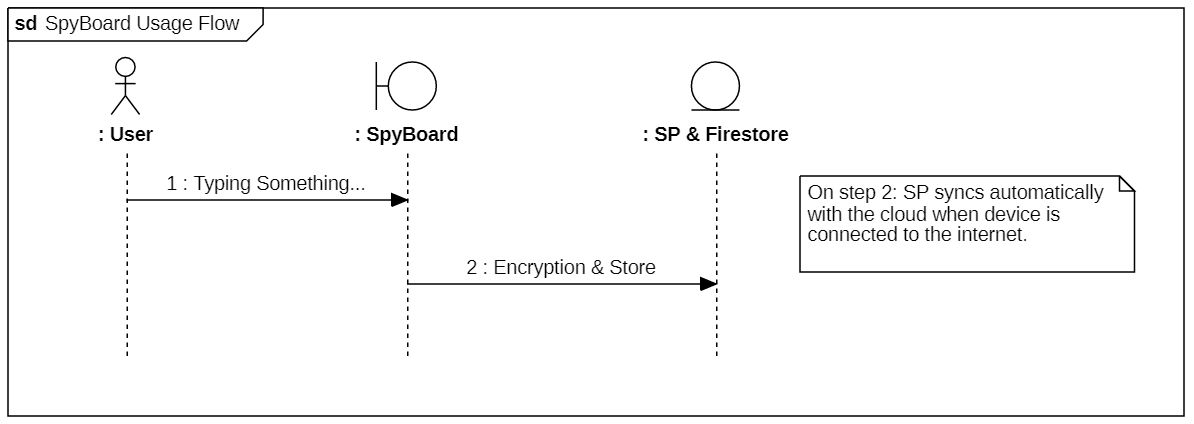 sd SpyBoard Usage Flow
: User
: SpyBoard
: SP & Firestore
1 : Typing Something...
On step 2: SP syncs automatically
with the cloud when device is
connected to the internet.
2 : Encryption & Store